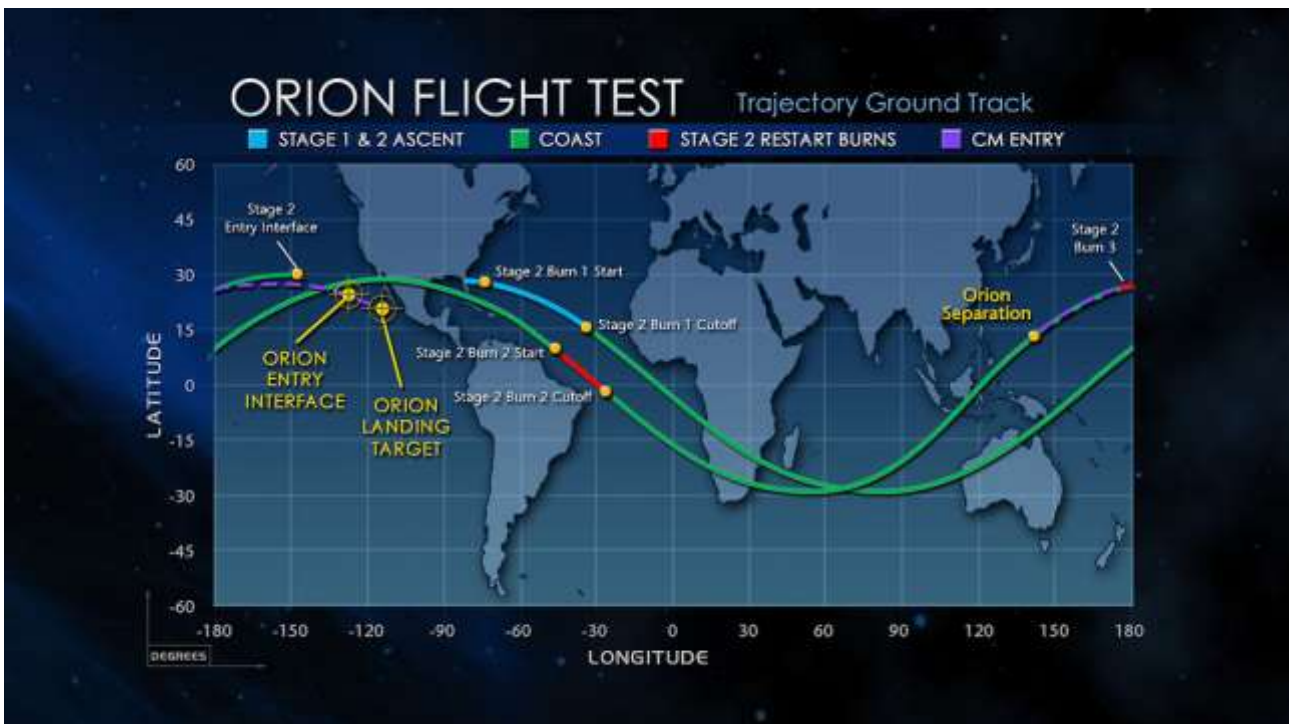 ORION FLIGHT TEST Trajectory Ground Track
STAGE 1 & 2 ASCENT COAST STAGE 2 RESTART BURNS CM ENTRY
60
45
30
15
0
-15
-30
-45
-60
LATITUDE
Stage 2
Entry Interface
Stage 2 Burn 1 Start
Stage 2
Burn 3
Orion
Separation
Stage 2 Burn 1 Cutoff
Stage 2 Burn 2 Start
Stage 2 Burn 2 Cutoff
ORION
ENTRY
INTERFACE
ORION
LANDING
TARGET
-180 -150 -120 -90 -60 -30 0 30 60 90 120 150 180
DEGREES
LONGITUDE